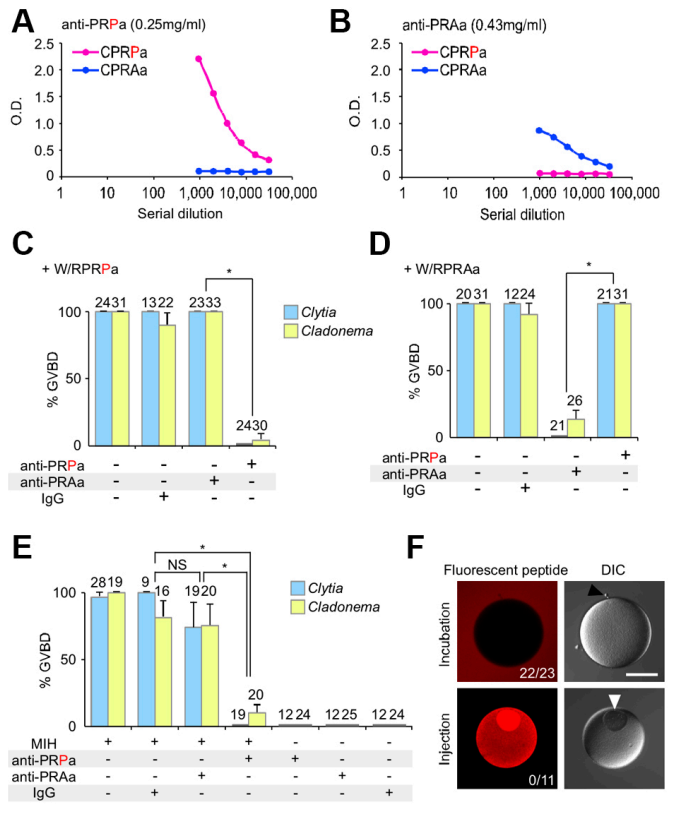 A
anti-PRPa (0.25mg/ml)
2.5
2.0
1.5
1.0
0.5
0
O.D.
CPRPa
CPRAa
1 10 100 1,000 10,000 100,000
Serial dilution
B
anti-PRAa (0.43mg/ml)
2.5
2.0
1.5
1.0
0.5
0
O.D.
CPRPa
CPRAa
1 10 100 1,000 10,000 100,000
Serial dilution
C
+ W/RPRPa
24 31 13 22 23 33 *
100
50
0
% GVBD
24 30
Clytia
Cladonema
anti-PRPa - - - +
anti-PRAa - - + -
IgG - + - -
D
+ W/RPRAa
20 31 12 24 * 21 31
100
50
0
% GVBD
21 26
anti-PRPa - - - +
anti-PRAa - - + -
IgG - + - -
E
*
NS *
28 19 9 16 19 20
100
50
0
% GVBD
19 20 12 24 12 25 12 24
Clytia
Cladonema
MIH + + + + - - -
anti-PRPa - - - + + - -
anti-PRAa - - + - - + -
IgG - + - - - - +
F
Fluorescent peptide DIC
Incubation
22/23
Injection
0/11